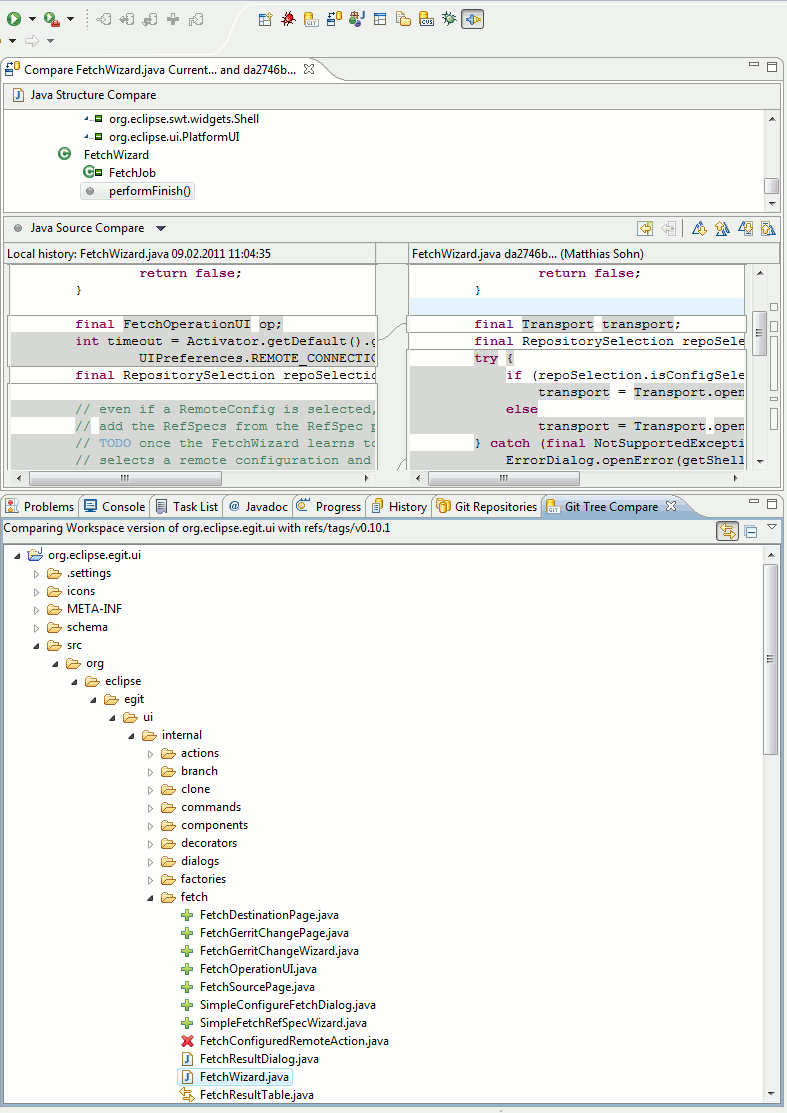 Compare FetchWizard.java Current... and da2746b...
Java Structure Compare
org.eclipse.swt.widgets.Shell
org.eclipse.ui.PlatformUI
FetchWizard
FetchJob
performFinish()
Java Source Compare
Local history: FetchWizard.java 09.02.2011 11:04:35
return false;
}
final FetchOperationUI op;
int timeout = Activator.getDefault().g
UIPreferences.REMOTE_CONNECTIO
final RepositorySelection repoSelectio
// even if a RemoteConfig is selected,
// add the RefSpecs from the RefSpec p
// TODO once the FetchWizard learns to
// selects a remote configuration and
FetchWizard.java da2746b... (Matthias Sohn)
return false;
}
final Transport transport;
final RepositorySelection repoSele
try {
if (repoSelection.isConfigSele
transport = Transport.open
else
transport = Transport.open
} catch (final NotSupportedExcepti
ErrorDialog.openError(getShell
Problems Console Task List @ Javadoc Progress History Git Repositories Git Tree Compare
Comparing Workspace version of org.eclipse.egit.ui with refs/tags/v0.10.1
org.eclipse.egit.ui
.settings
icons
META-INF
schema
src
org
eclipse
egit
ui
internal
actions
branch
clone
commands
components
decorators
dialogs
factories
fetch
FetchDestinationPage.java
FetchGerritChangePage.java
FetchGerritChangeWizard.java
FetchOperationUI.java
FetchSourcePage.java
SimpleConfigureFetchDialog.java
SimpleFetchRefSpecWizard.java
FetchConfiguredRemoteAction.java
FetchResultDialog.java
FetchWizard.java
FetchResultTable.java